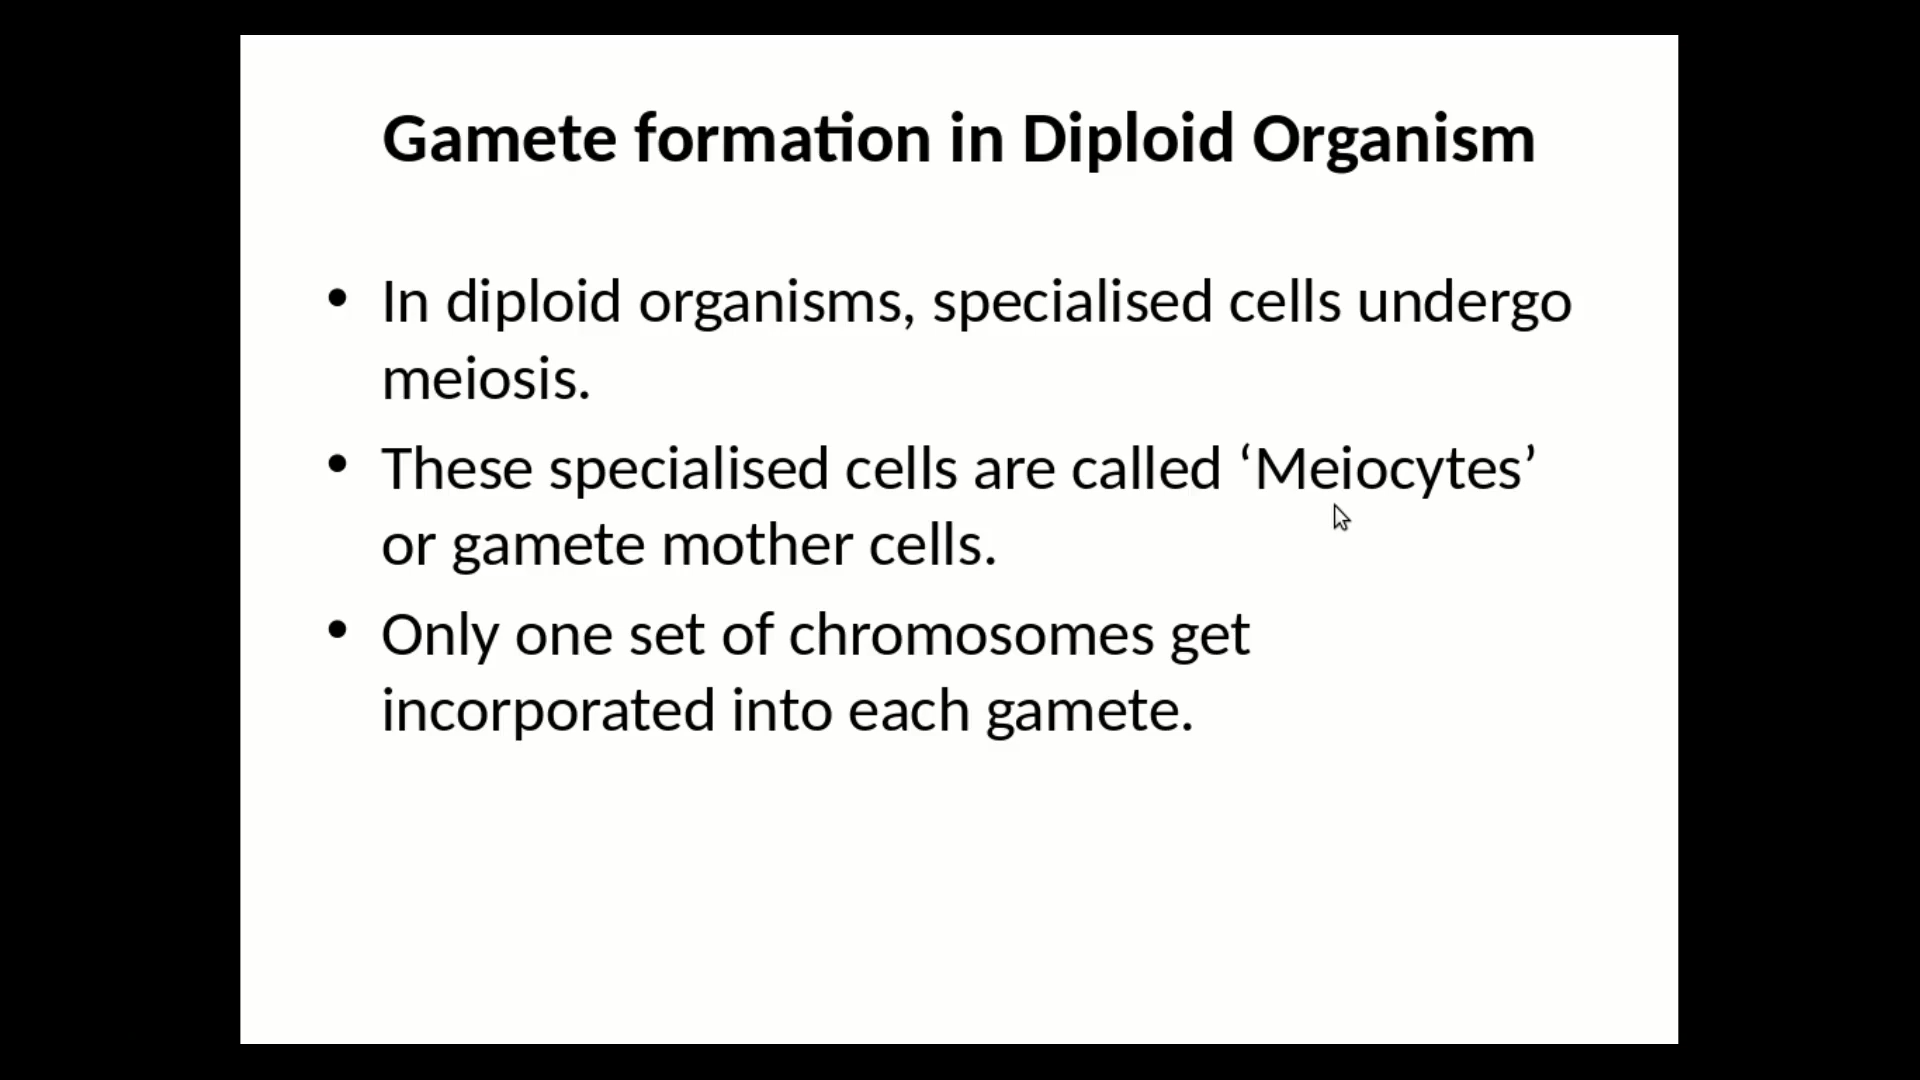 Gamete formation in Diploid Organism
• In diploid organisms, specialised cells undergo
meiosis.
• These specialised cells are called ‘Meiocytes’
or gamete mother cells.
• Only one set of chromosomes get
incorporated into each gamete.